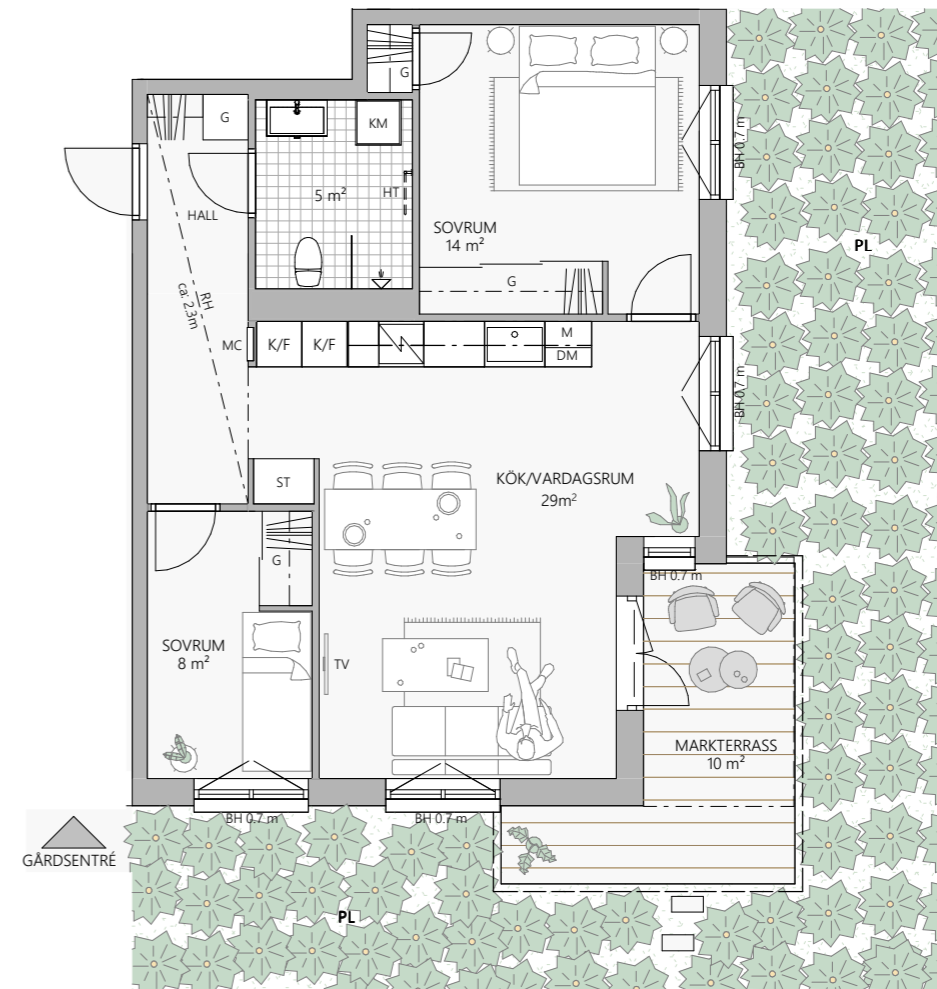 G
G
KM
BH 0.7 m
5 m²
HT
HALL
SOVRUM
14 m²
PL
G
RH
ca: 2.3m
MC
K/F
K/F
M
DM
BH 0.7 m
KÖK/VARDAGSRUM
29m²
ST
G
BH 0.7 m
SOVRUM
8 m²
TV
MARKTERRASS
10 m²
BH 0.7 m
BH 0.7 m
GÅRDSENTRÉ
PL